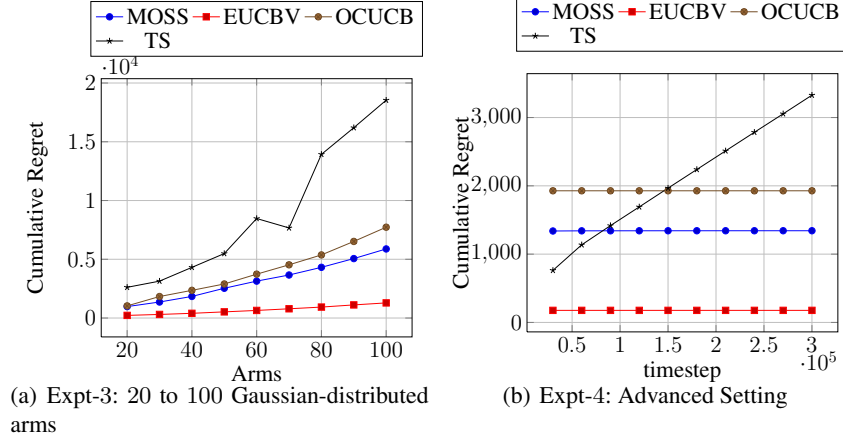 MOSS EUCBV OCUCB
TS
·10^4
2
1.5
1
0.5
0
20 40 60 80 100
Cumulative Regret
Arms
(a) Expt-3: 20 to 100 Gaussian-distributed
arms
MOSS EUCBV OCUCB
TS
3,000
2,000
1,000
0
0.5 1 1.5 2 2.5 3
·10^5
Cumulative Regret
timestep
(b) Expt-4: Advanced Setting